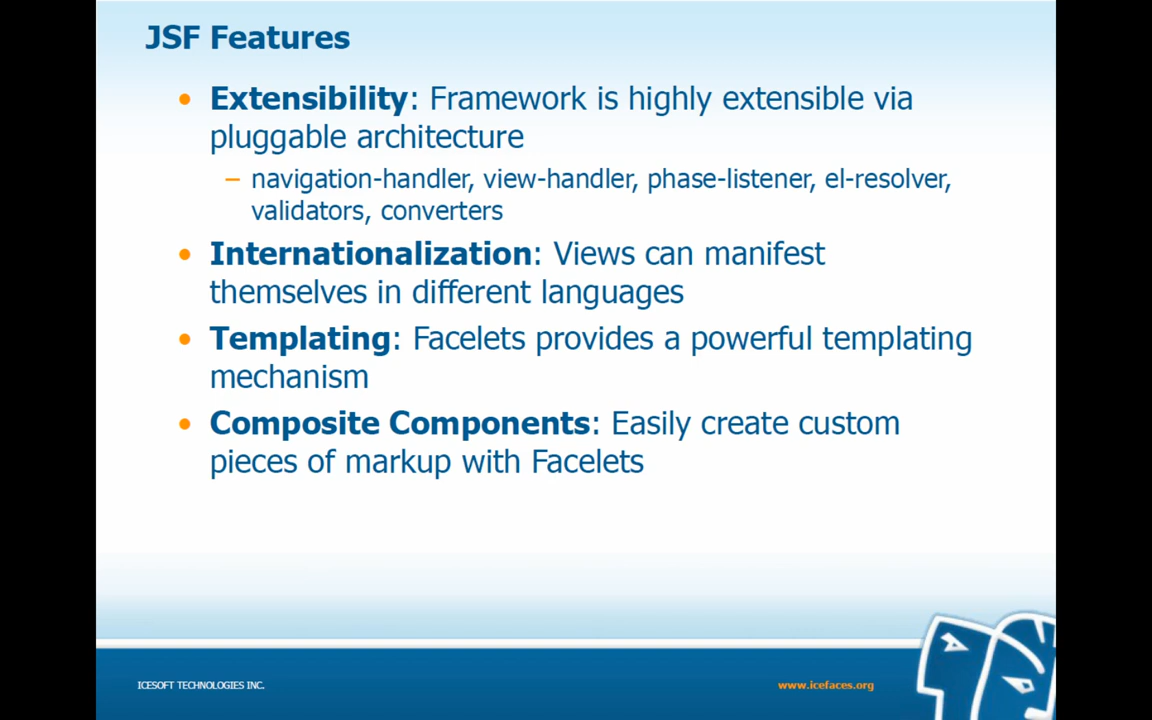 JSF Features
• Extensibility: Framework is highly extensible via
pluggable architecture
– navigation-handler, view-handler, phase-listener, el-resolver,
validators, converters
• Internationalization: Views can manifest
themselves in different languages
• Templating: Facelets provides a powerful templating
mechanism
• Composite Components: Easily create custom
pieces of markup with Facelets
ICESOFT TECHNOLOGIES INC.
www.icefaces.org